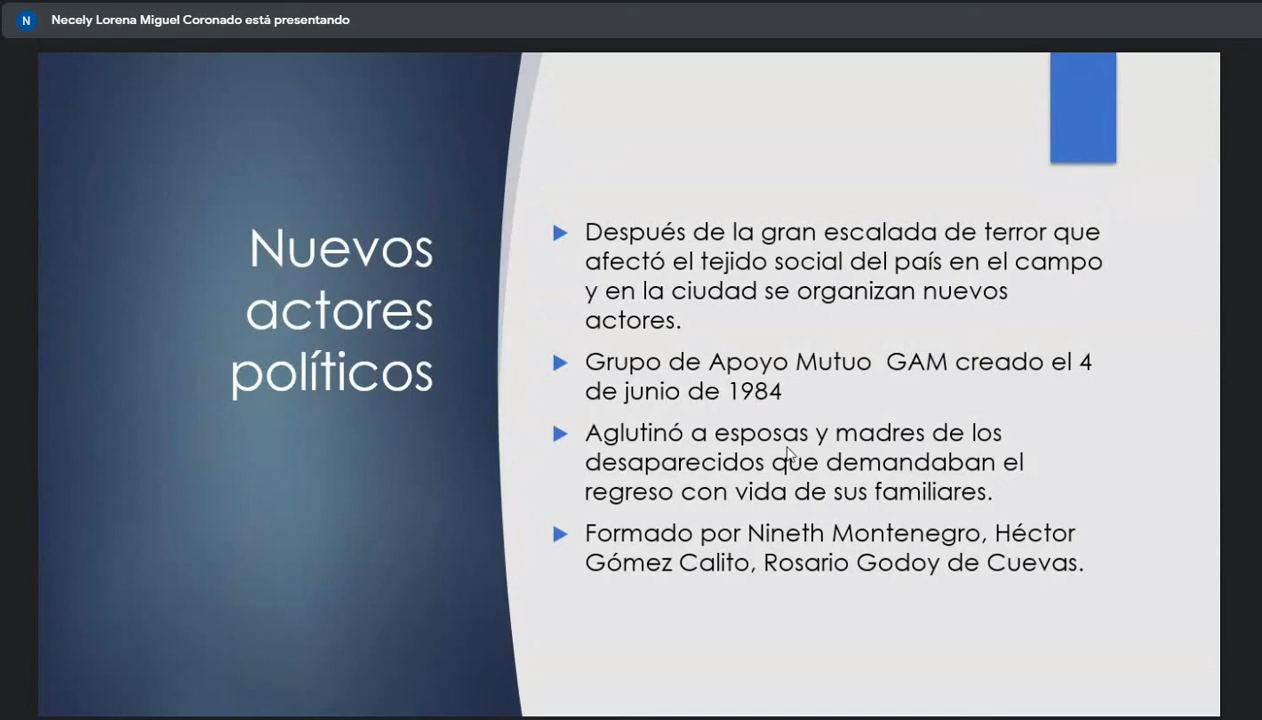 N Necely Lorena Miguel Coronado está presentando
Nuevos
actores
políticos
Después de la gran escalada de terror que
afectó el tejido social del país en el campo
y en la ciudad se organizan nuevos
actores.
Grupo de Apoyo Mutuo  GAM creado el 4
de junio de 1984
Aglutinó a esposas y madres de los
desaparecidos que demandaban el
regreso con vida de sus familiares.
Formado por Nineth Montenegro, Héctor
Gómez Calito, Rosario Godoy de Cuevas.